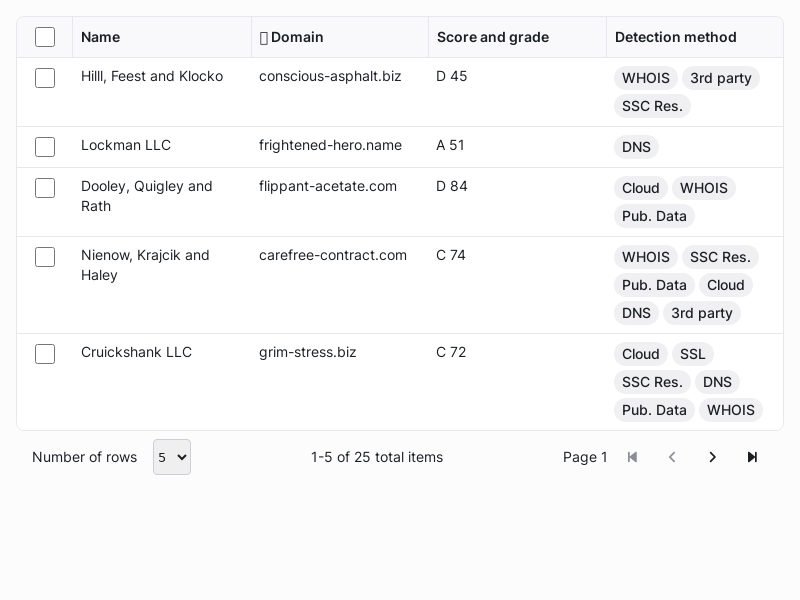 Name Domain Score and grade Detection method
Hilll, Feest and Klocko conscious-asphalt.biz D 45 WHOIS 3rd party
SSC Res.
Lockman LLC frightened-hero.name A 51 DNS
Dooley, Quigley and flippant-acetate.com D 84 Cloud WHOIS
Rath Pub. Data
Nienow, Krajcik and carefree-contract.com C 74 WHOIS SSC Res.
Haley Pub. Data Cloud
DNS 3rd party
Cruickshank LLC grim-stress.biz C 72 Cloud SSL
SSC Res. DNS
Pub. Data WHOIS
Number of rows 5 1-5 of 25 total items Page 1